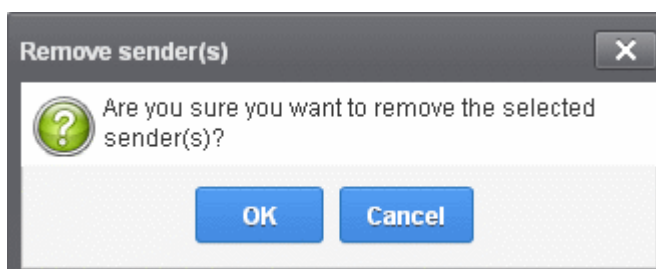 Remove sender(s)
Are you sure you want to remove the selected
sender(s)?
OK Cancel